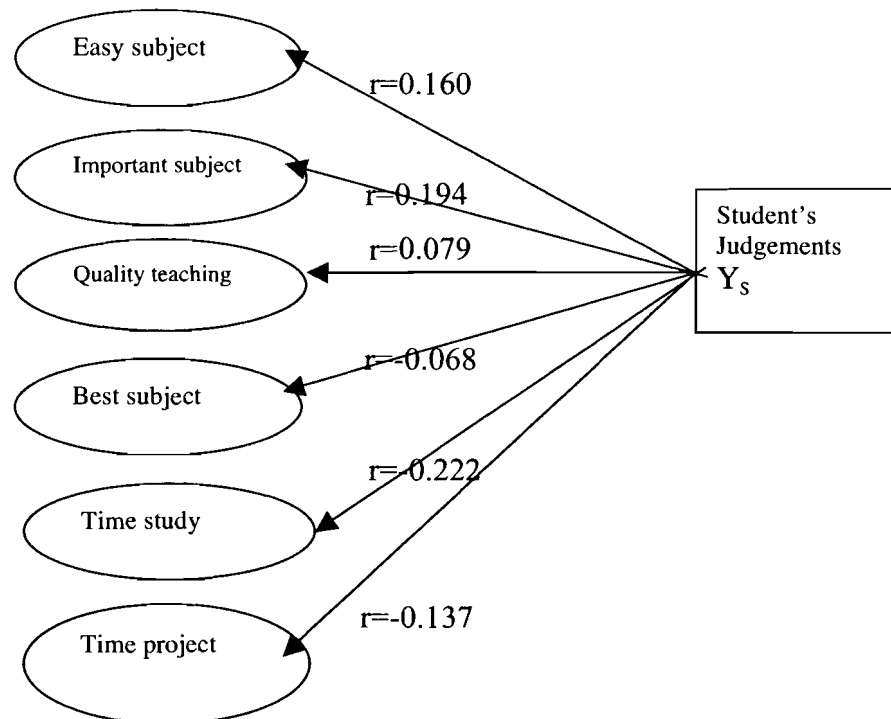 Easy subject
r=0.160
Important subject
r=0.194
Student's
Judgements
Yₛ
Quality teaching
r=0.079
Best subject
r=-0.068
r=-0.222
Time study
r=-0.137
Time project